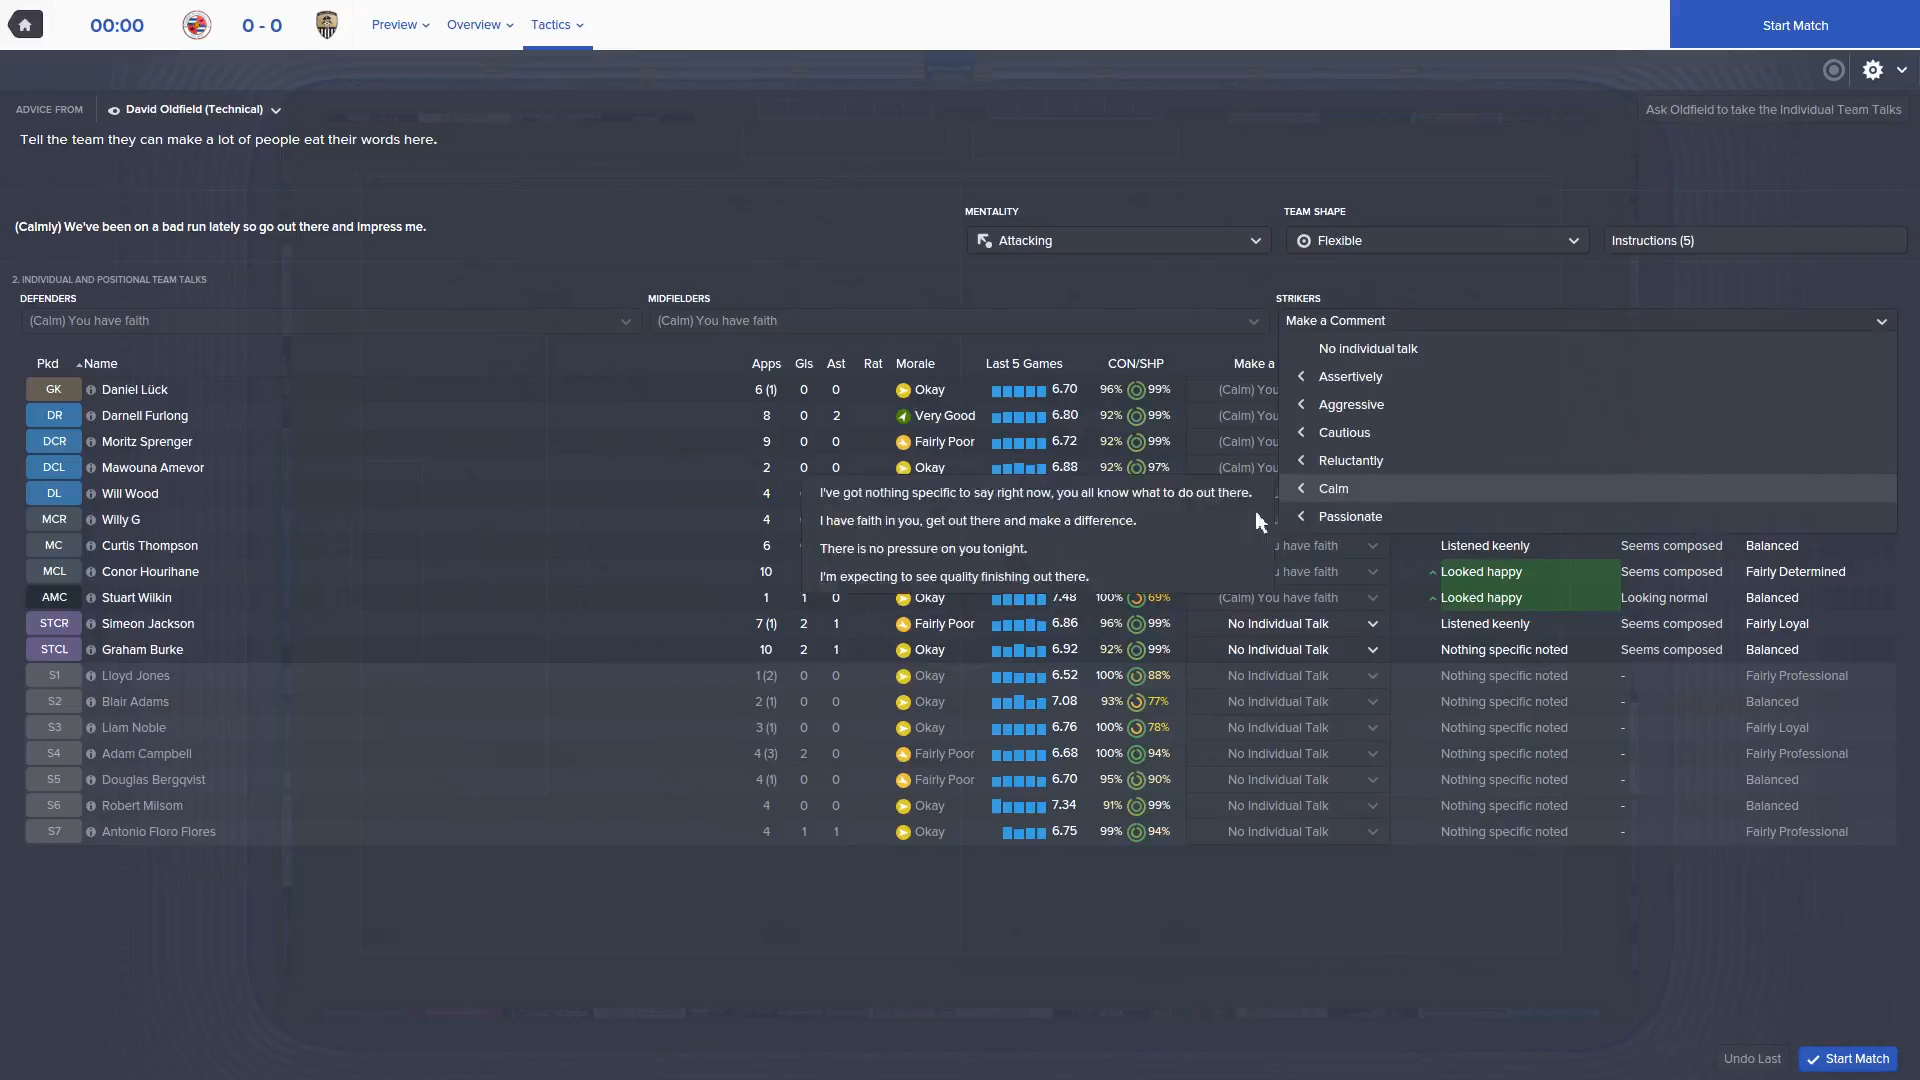 00:00 0 - 0 Preview Overview Tactics Start Match
ADVICE FROM David Oldfield (Technical) Ask Oldfield to take the Individual Team Talks
Tell the team they can make a lot of people eat their words here.
MENTALITY TEAM SHAPE
(Calmly) We've been on a bad run lately so go out there and impress me.
Attacking Flexible Instructions (5)
2. INDIVIDUAL AND POSITIONAL TEAM TALKS
DEFENDERS MIDFIELDERS STRIKERS
(Calm) You have faith (Calm) You have faith Make a Comment
No individual talk
Assertively
Aggressive
Cautious
Reluctantly
Calm
Passionate
I've got nothing specific to say right now, you all know what to do out there.
I have faith in you, get out there and make a difference.
There is no pressure on you tonight.
I'm expecting to see quality finishing out there.
Pkd Name Apps Gls Ast Rat Morale Last 5 Games CON/SHP Make a
GK Daniel Lück 6 (1) 0 0 Okay 6.70 96% 99% (Calm) You
DR Darnell Furlong 8 0 2 Very Good 6.80 92% 99% (Calm) You
DCR Moritz Sprenger 9 0 0 Fairly Poor 6.72 92% 99% (Calm) You
DCL Mawouna Amevor 2 0 0 Okay 6.88 92% 97% (Calm) You
DL Will Wood 4
MCR Willy G 4
MC Curtis Thompson 6 u have faith Listened keenly Seems composed Balanced
MCL Conor Hourihane 10 u have faith Looked happy Seems composed Fairly Determined
AMC Stuart Wilkin 1 1 0 Okay 7.48 100% 69% (Calm) You have faith Looked happy Looking normal Balanced
STCR Simeon Jackson 7 (1) 2 1 Fairly Poor 6.86 96% 99% No Individual Talk Listened keenly Seems composed Fairly Loyal
STCL Graham Burke 10 2 1 Okay 6.92 92% 99% No Individual Talk Nothing specific noted Seems composed Balanced
S1 Lloyd Jones 1 (2) 0 0 Okay 6.52 100% 88% No Individual Talk Nothing specific noted - Fairly Professional
S2 Blair Adams 2 (1) 0 0 Okay 7.08 93% 77% No Individual Talk Nothing specific noted - Balanced
S3 Liam Noble 3 (1) 0 0 Okay 6.76 100% 78% No Individual Talk Nothing specific noted - Fairly Loyal
S4 Adam Campbell 4 (3) 2 0 Fairly Poor 6.68 100% 94% No Individual Talk Nothing specific noted - Fairly Professional
S5 Douglas Bergqvist 4 (1) 0 0 Fairly Poor 6.70 95% 90% No Individual Talk Nothing specific noted - Balanced
S6 Robert Milsom 4 0 0 Okay 7.34 91% 99% No Individual Talk Nothing specific noted - Balanced
S7 Antonio Floro Flores 4 1 1 Okay 6.75 99% 94% No Individual Talk Nothing specific noted - Fairly Professional
Undo Last Start Match